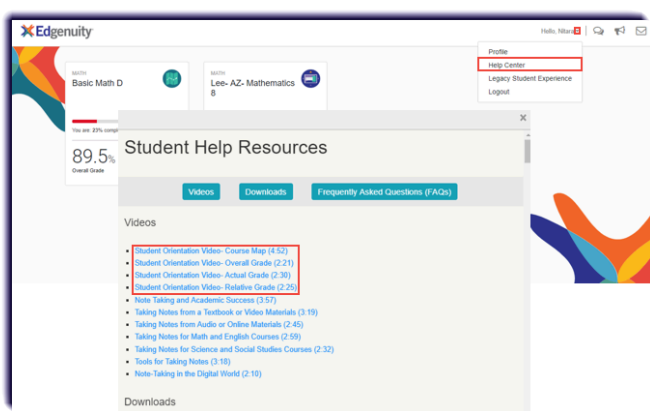 Edgenuity
Hello, Nitara
Profile
Help Center
Legacy Student Experience
Logout
MATH
Basic Math D
MATH
Lee- AZ- Mathematics
8
You are 23% compl
89.5%
Overall Grade
Student Help Resources
Videos Downloads Frequently Asked Questions (FAQs)
Videos
Student Orientation Video- Course Map (4:52)
Student Orientation Video- Overall Grade (2:21)
Student Orientation Video- Actual Grade (2:30)
Student Orientation Video- Relative Grade (2:25)
Note Taking and Academic Success (3:57)
Taking Notes from a Textbook or Video Materials (3:19)
Taking Notes from Audio or Online Materials (2:45)
Taking Notes for Math and English Courses (2:59)
Taking Notes for Science and Social Studies Courses (2:32)
Tools for Taking Notes (3:18)
Note-Taking in the Digital World (2:10)
Downloads